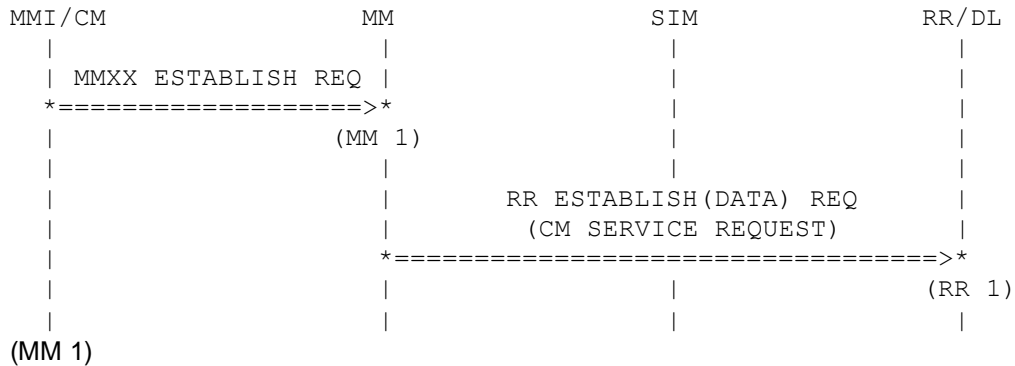 MMI/CM MM SIM RR/DL
| | | |
| MMXX ESTABLISH REQ | | |
*===================>* | |
| (MM 1) | |
| | | |
| | RR ESTABLISH(DATA) REQ |
| | (CM SERVICE REQUEST) |
| *==================================>*
| | | (RR 1)
| | | |
(MM 1)